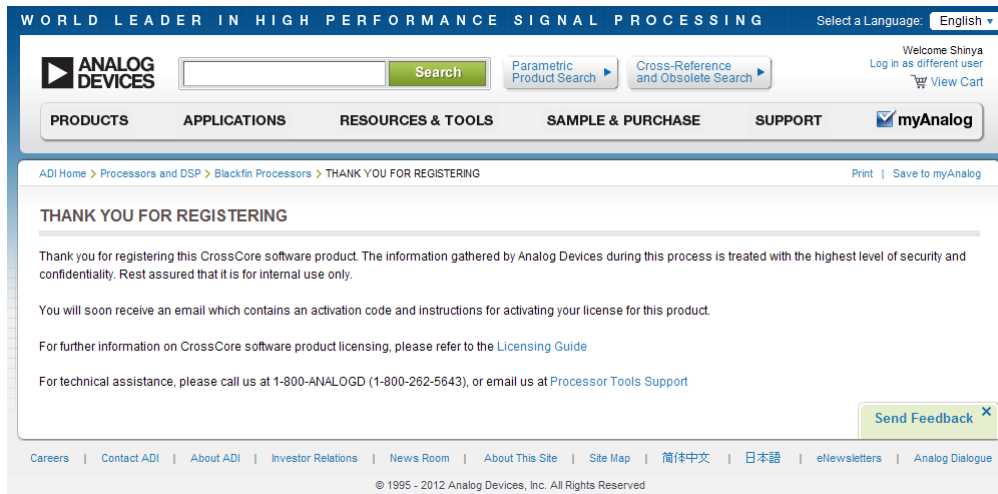 WORLD LEADER IN HIGH PERFORMANCE SIGNAL PROCESSING
Select a Language: English
Welcome Shinya
Log in as different user
View Cart
ANALOG
DEVICES
Search
Parametric
Product Search
Cross-Reference
and Obsolete Search
PRODUCTS APPLICATIONS RESOURCES & TOOLS SAMPLE & PURCHASE SUPPORT myAnalog
ADI Home > Processors and DSP > Blackfin Processors > THANK YOU FOR REGISTERING
Print | Save to myAnalog
THANK YOU FOR REGISTERING
Thank you for registering this CrossCore software product. The information gathered by Analog Devices during this process is treated with the highest level of security and
confidentiality. Rest assured that it is for internal use only.
You will soon receive an email which contains an activation code and instructions for activating your license for this product.
For further information on CrossCore software product licensing, please refer to the Licensing Guide
For technical assistance, please call us at 1-800-ANALOGD (1-800-262-5643), or email us at Processor Tools Support
Send Feedback ×
Careers | Contact ADI | About ADI | Investor Relations | News Room | About This Site | Site Map | 简体中文 | 日本語 | eNewsletters | Analog Dialogue
© 1995 - 2012 Analog Devices, Inc. All Rights Reserved